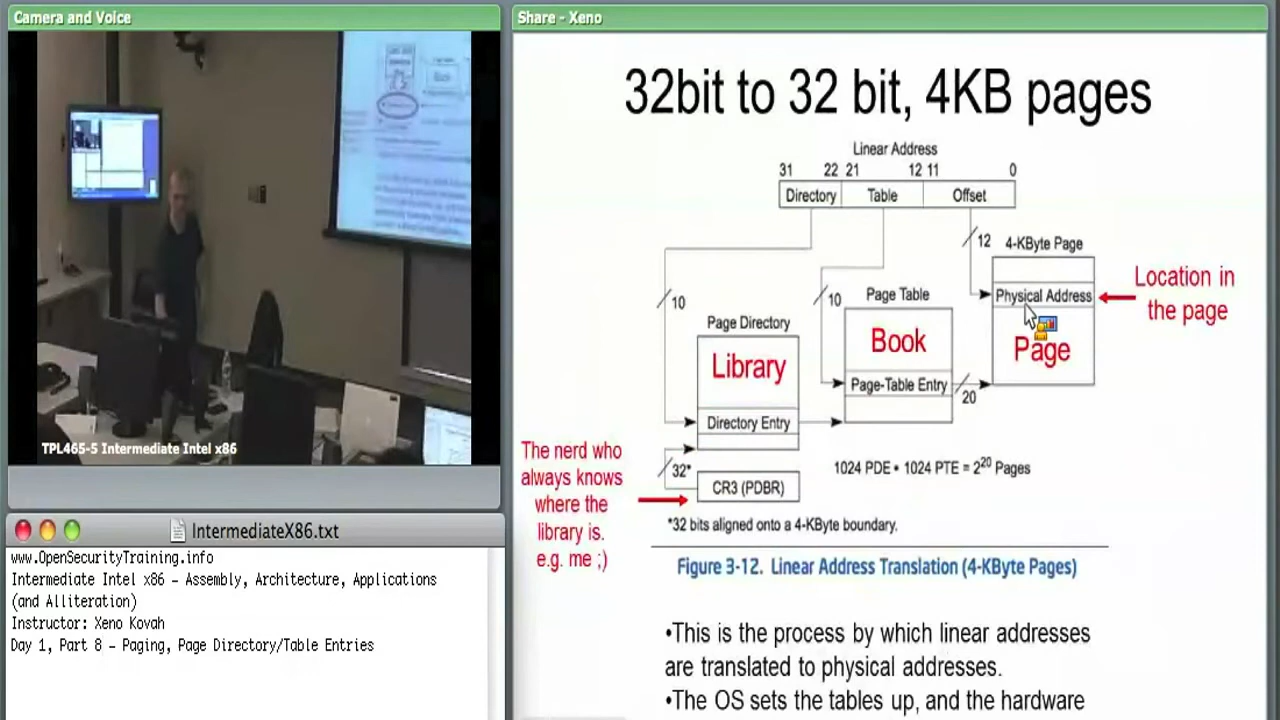 Camera and Voice
TPL465-5 Intermediate Intel x86
IntermediateX86.txt
www.OpenSecurityTraining.info
Intermediate Intel x86 – Assembly, Architecture, Applications
(and Alliteration)
Instructor: Xeno Kovah
Day 1, Part 8 – Paging, Page Directory/Table Entries
Share - Xeno
32bit to 32 bit, 4KB pages
Linear Address
31 22 21 12 11 0
Directory Table Offset
12 4-KByte Page
Physical Address
Page
Location in
the page
10 Page Table
Book
Page-Table Entry
20
10
Page Directory
Library
Directory Entry
32*
CR3 (PDBR)
The nerd who
always knows
where the
library is.
e.g. me ;)
1024 PDE • 1024 PTE = 2²⁰ Pages
*32 bits aligned onto a 4-KByte boundary.
Figure 3-12. Linear Address Translation (4-KByte Pages)
•This is the process by which linear addresses
are translated to physical addresses.
•The OS sets the tables up, and the hardware